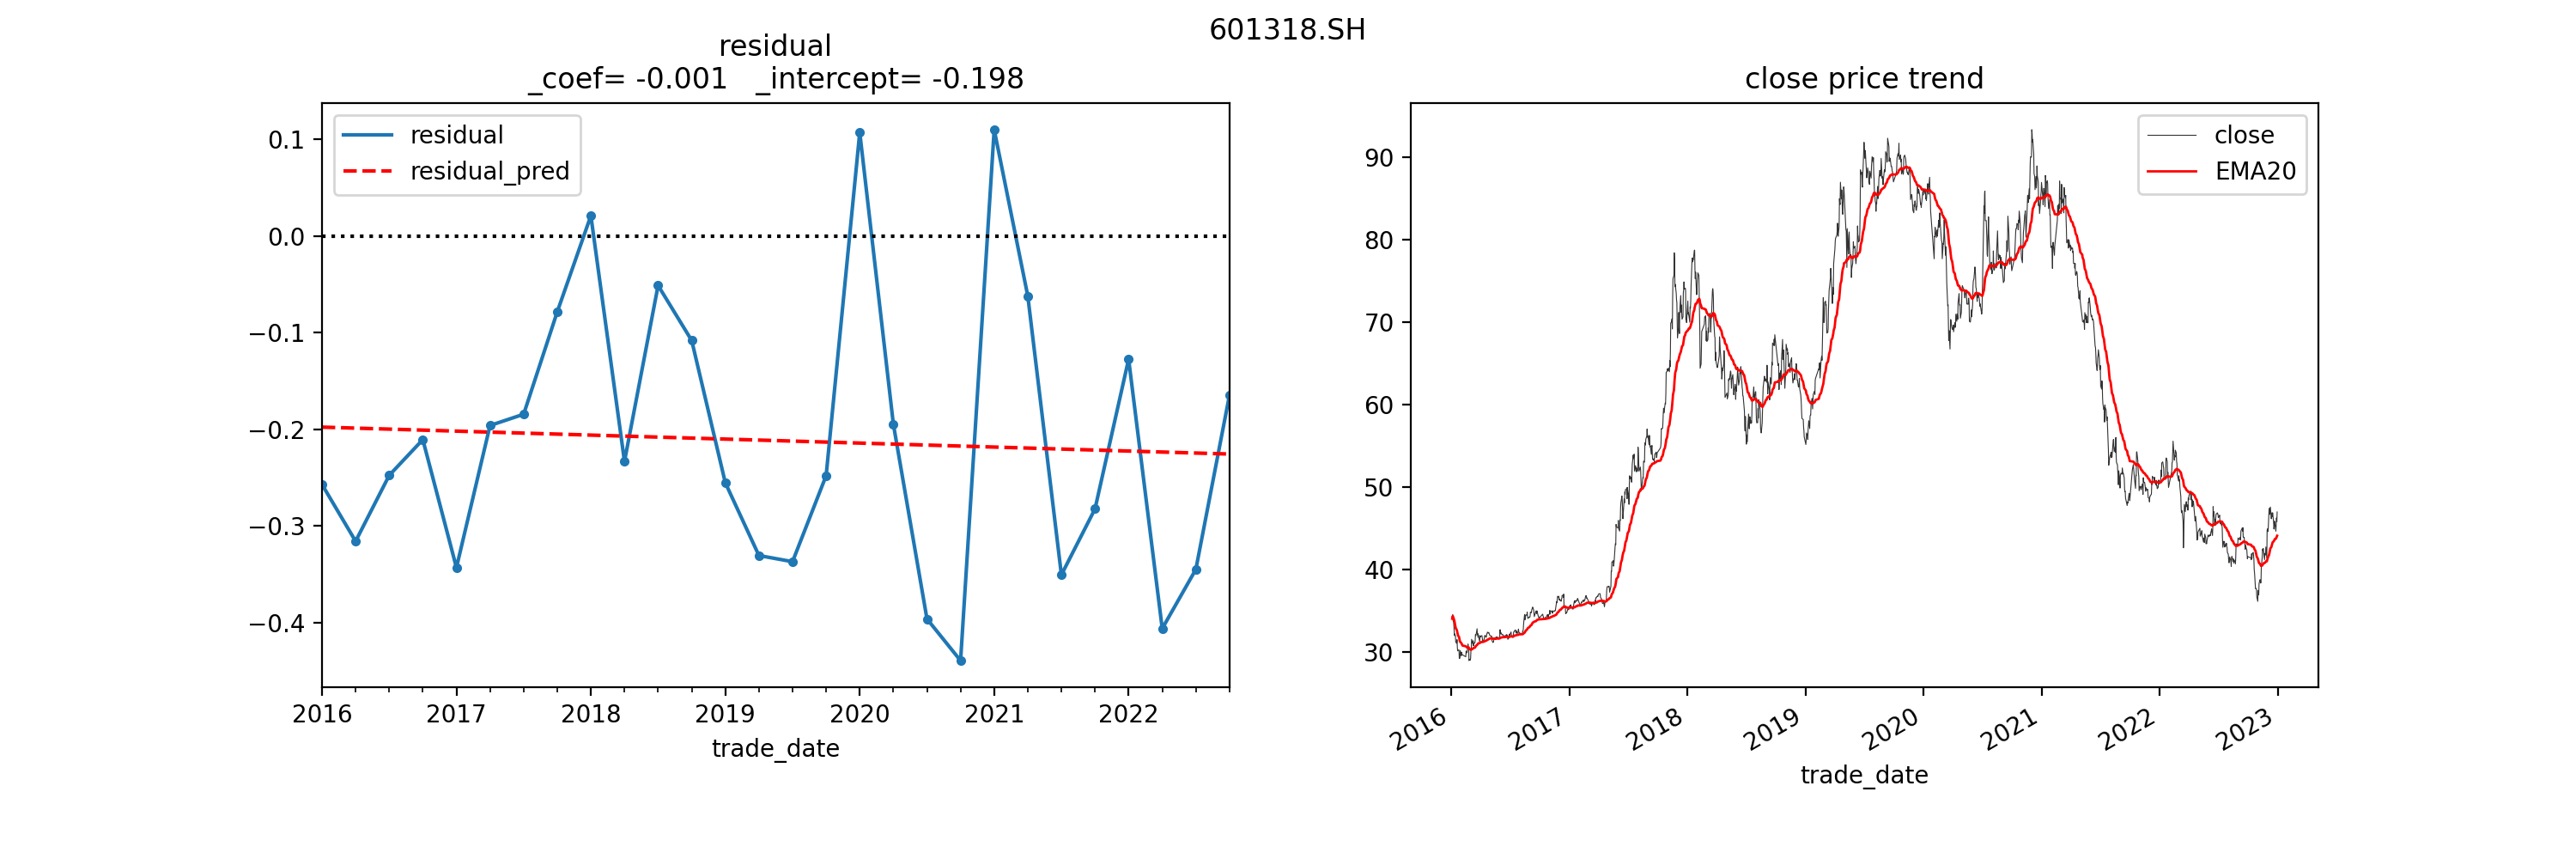 601318.SH
residual
_coef= -0.001   _intercept= -0.198
residual
residual_pred
0.1
0.0
−0.1
−0.2
−0.3
−0.4
2016 2017 2018 2019 2020 2021 2022
trade_date
close price trend
close
EMA20
90
80
70
60
50
40
30
2016 2017 2018 2019 2020 2021 2022 2023
trade_date